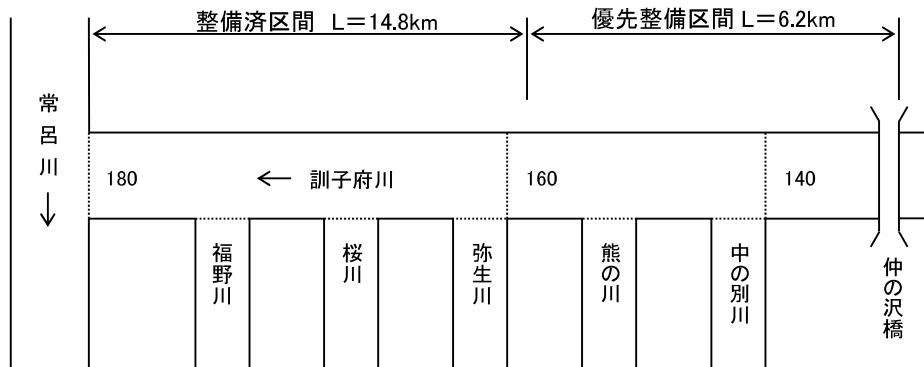 整備済区間 L=14.8km
優先整備区間 L=6.2km
常呂川
↓
180
← 訓子府川
160
140
福野川
桜川
弥生川
熊の川
中の別川
仲の沢橋